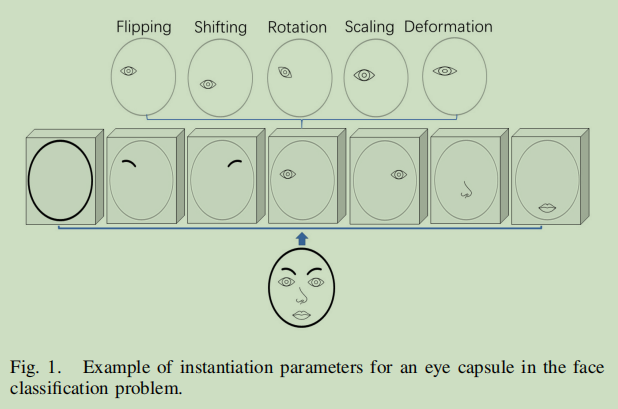 Flipping Shifting Rotation Scaling Deformation
Fig. 1. Example of instantiation parameters for an eye capsule in the face
classification problem.